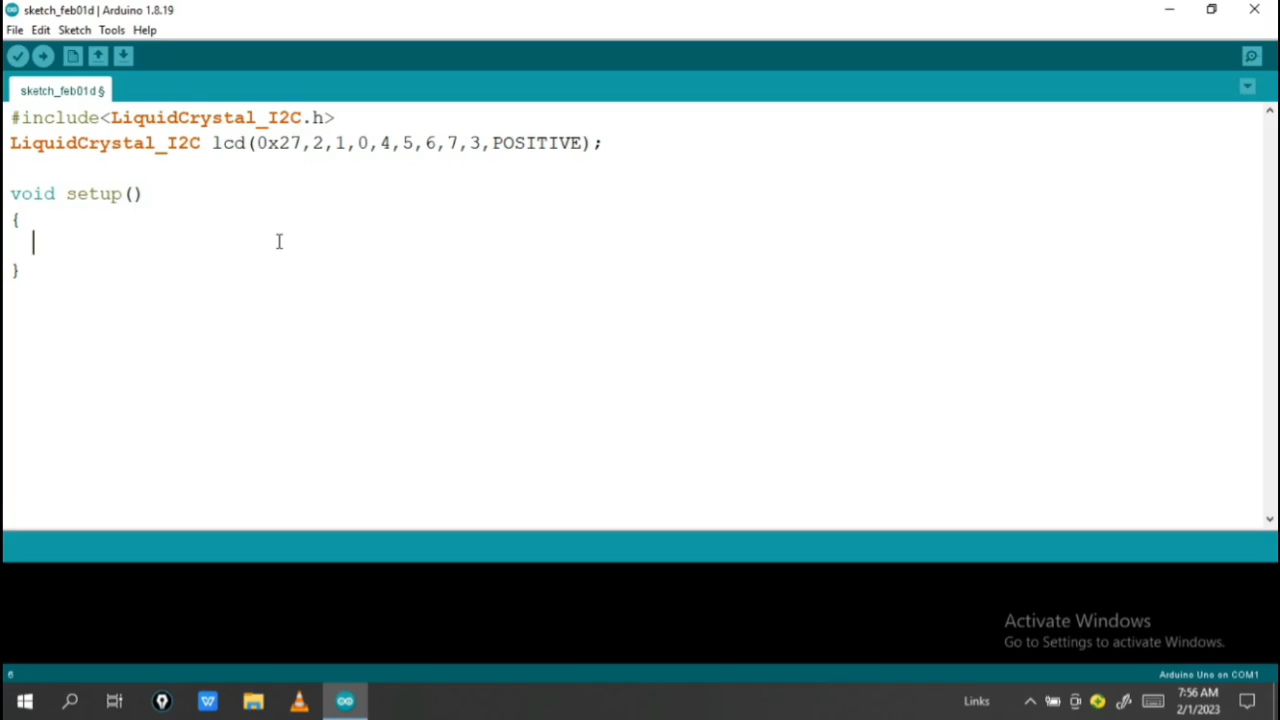 sketch_feb01d | Arduino 1.8.19
File Edit Sketch Tools Help
sketch_feb01d §
#include<LiquidCrystal_I2C.h>
LiquidCrystal_I2C lcd(0x27,2,1,0,4,5,6,7,3,POSITIVE);
void setup()
{
}
Activate Windows
Go to Settings to activate Windows.
6
Arduino Uno on COM1
W
Links
7:56 AM
2/1/2023